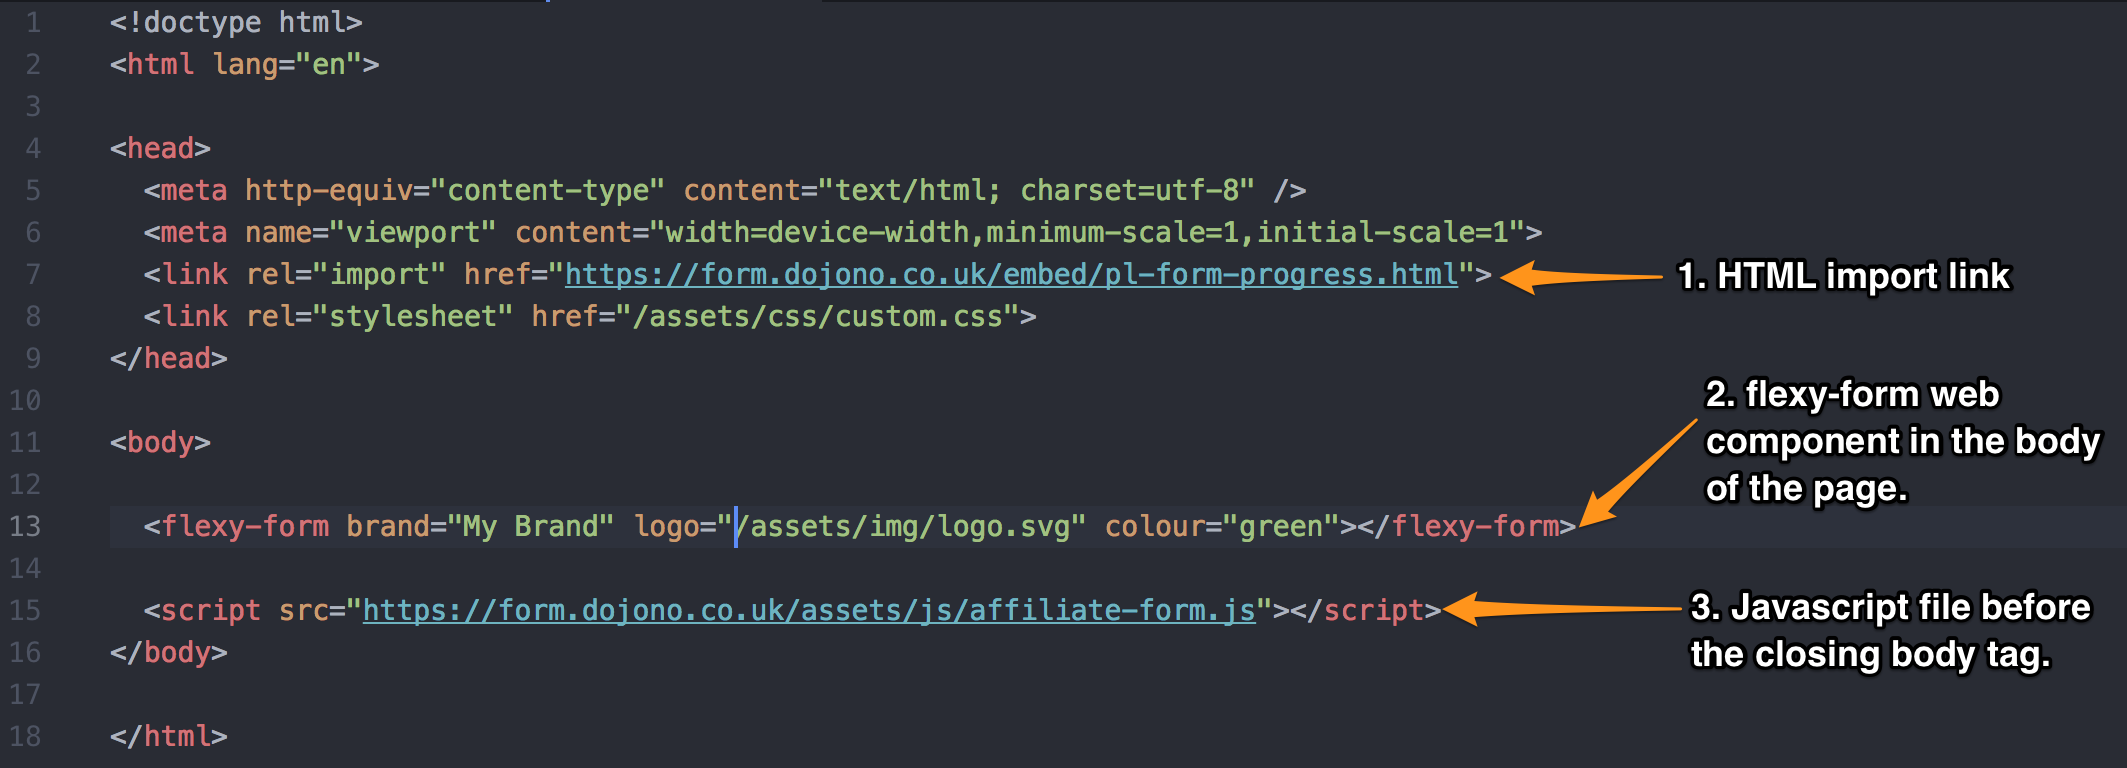 1 <!doctype html>
2 <html lang="en">
3
4 <head>
5 <meta http-equiv="content-type" content="text/html; charset=utf-8" />
6 <meta name="viewport" content="width=device-width,minimum-scale=1,initial-scale=1">
7 <link rel="import" href="https://form.dojono.co.uk/embed/pl-form-progress.html"> 1. HTML import link
8 <link rel="stylesheet" href="/assets/css/custom.css">
9 </head>
10
11 <body>
2. flexy-form web
component in the body
of the page.
12
13 <flexy-form brand="My Brand" logo="/assets/img/logo.svg" colour="green"></flexy-form>
14
15 <script src="https://form.dojono.co.uk/assets/js/affiliate-form.js"></script> 3. Javascript file before
the closing body tag.
16 </body>
17
18 </html>